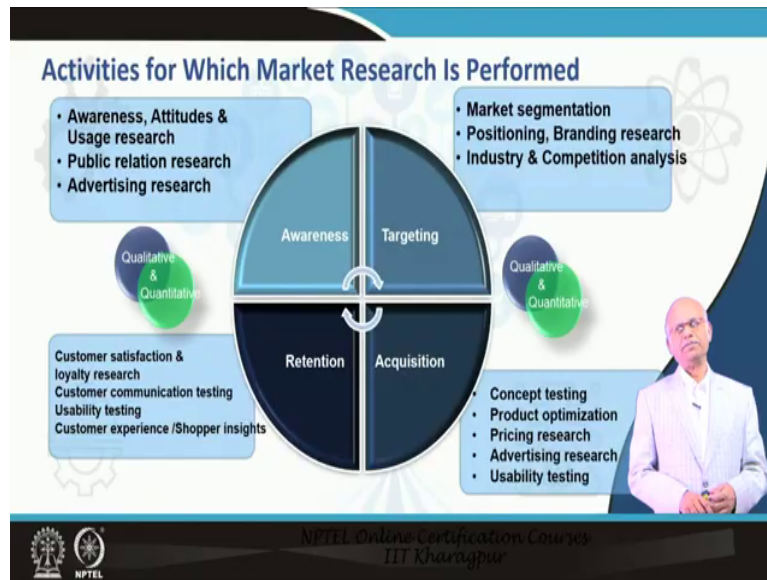 Activities for Which Market Research Is Performed
• Awareness, Attitudes &
Usage research
• Public relation research
• Advertising research
• Market segmentation
• Positioning, Branding research
• Industry & Competition analysis
Awareness
Targeting
Qualitative
&
Quantitative
Qualitative
&
Quantitative
Retention
Acquisition
Customer satisfaction &
loyalty research
Customer communication testing
Usability testing
Customer experience /Shopper insights
• Concept testing
• Product optimization
• Pricing research
• Advertising research
• Usability testing
NPTEL Online Certification Courses
IIT Kharagpur
NPTEL